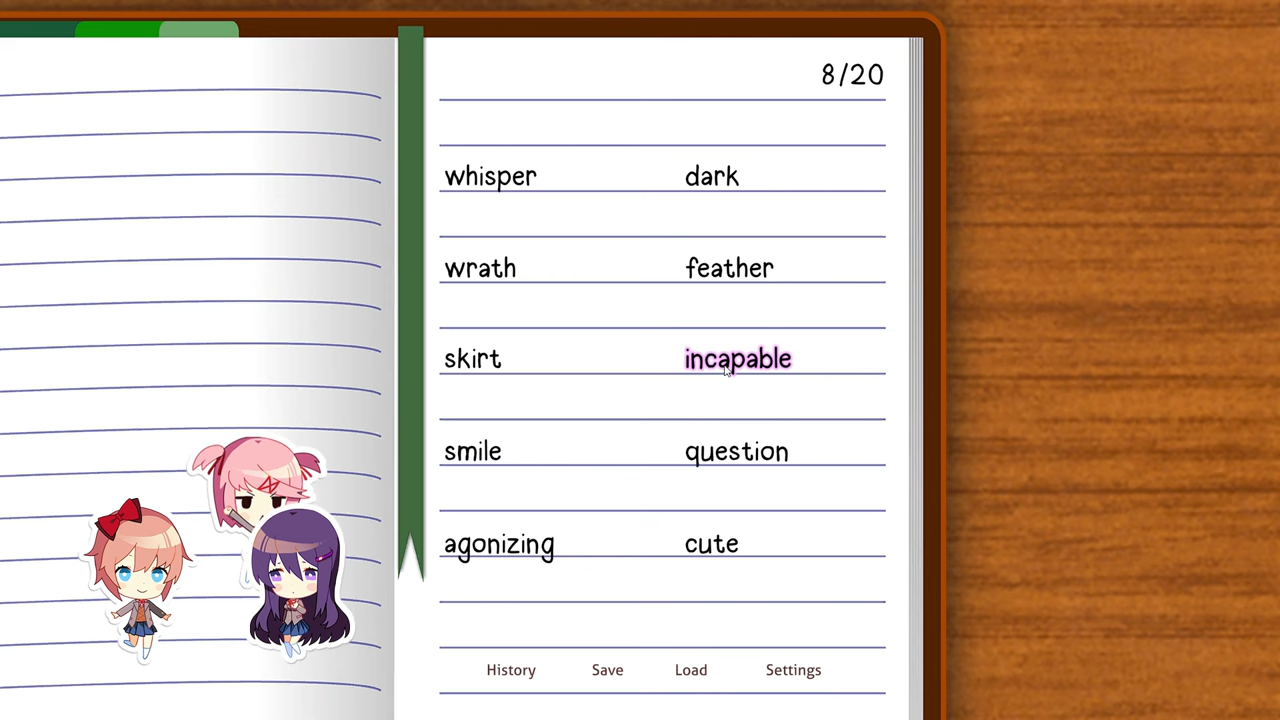 8/20
whisper dark
wrath feather
skirt incapable
smile question
agonizing cute
History Save Load Settings